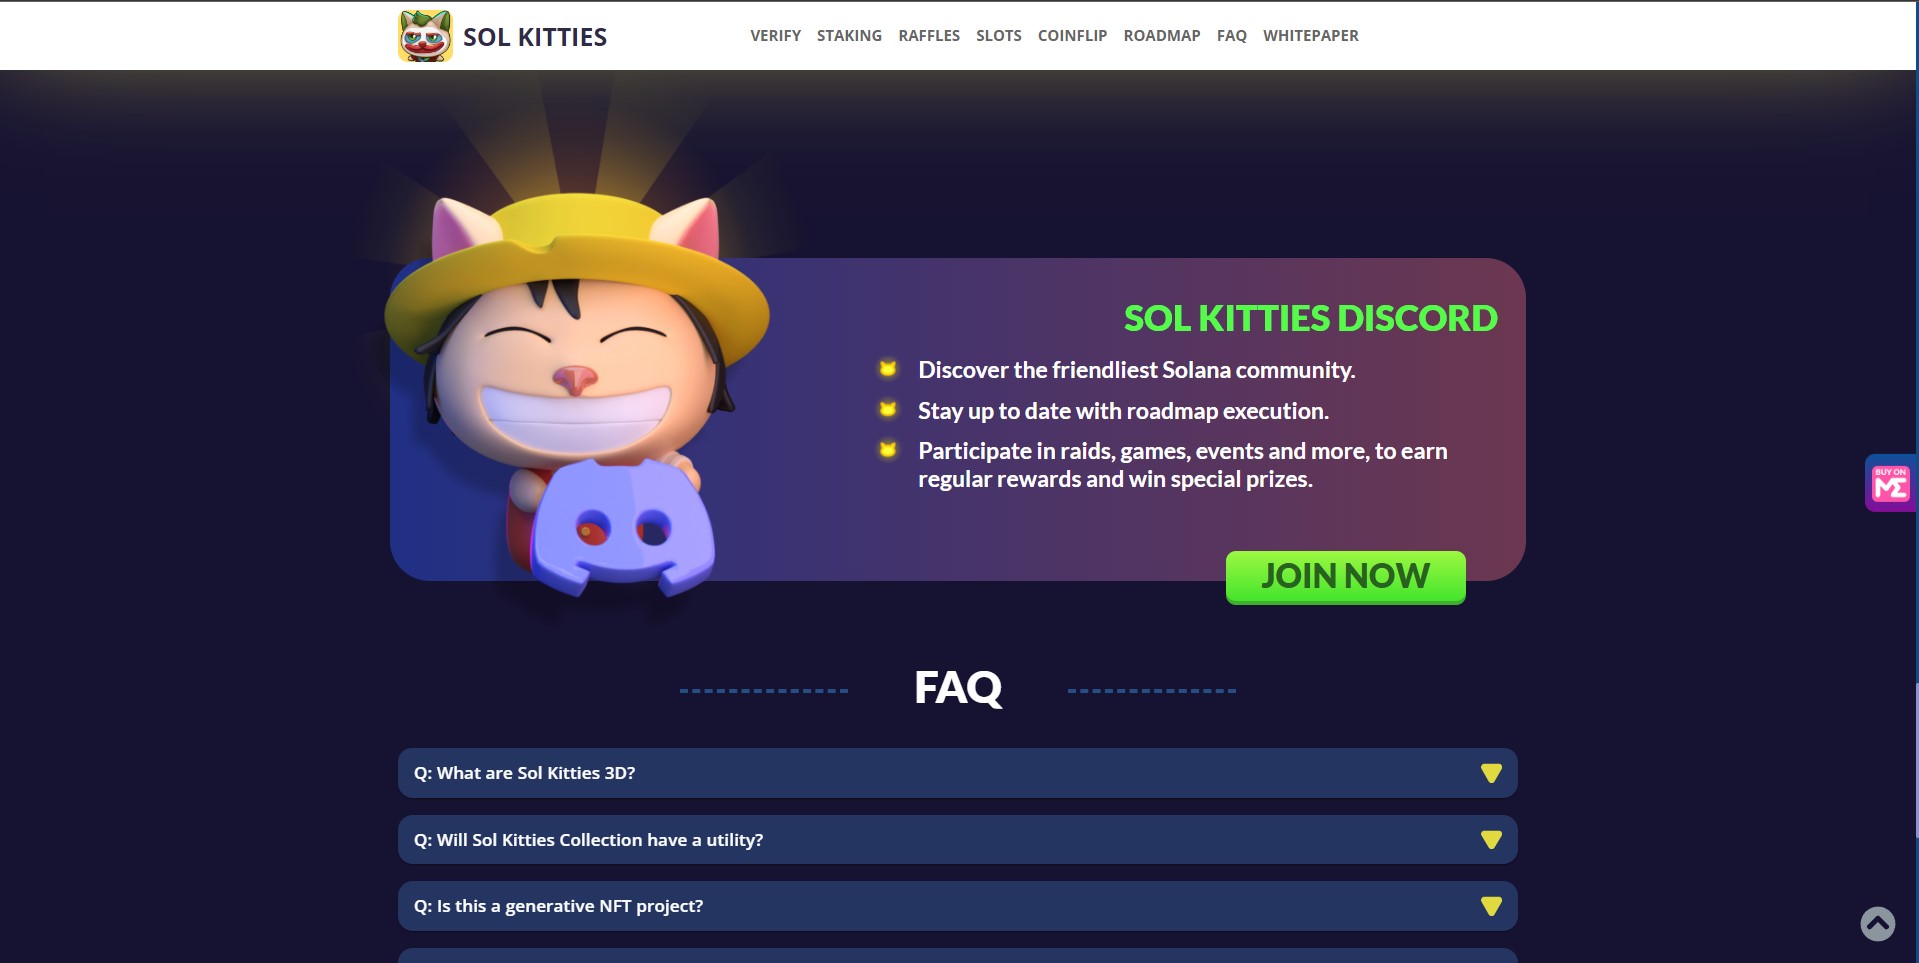 SOL KITTIES
VERIFY STAKING RAFFLES SLOTS COINFLIP ROADMAP FAQ WHITEPAPER
SOL KITTIES DISCORD
Discover the friendliest Solana community.
Stay up to date with roadmap execution.
Participate in raids, games, events and more, to earn
regular rewards and win special prizes.
BUY ON
ME
JOIN NOW
FAQ
Q: What are Sol Kitties 3D?
Q: Will Sol Kitties Collection have a utility?
Q: Is this a generative NFT project?